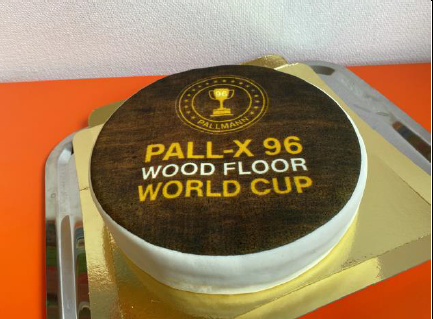 96
PALLMANN
PALL-X 96
WOOD FLOOR
WORLD CUP